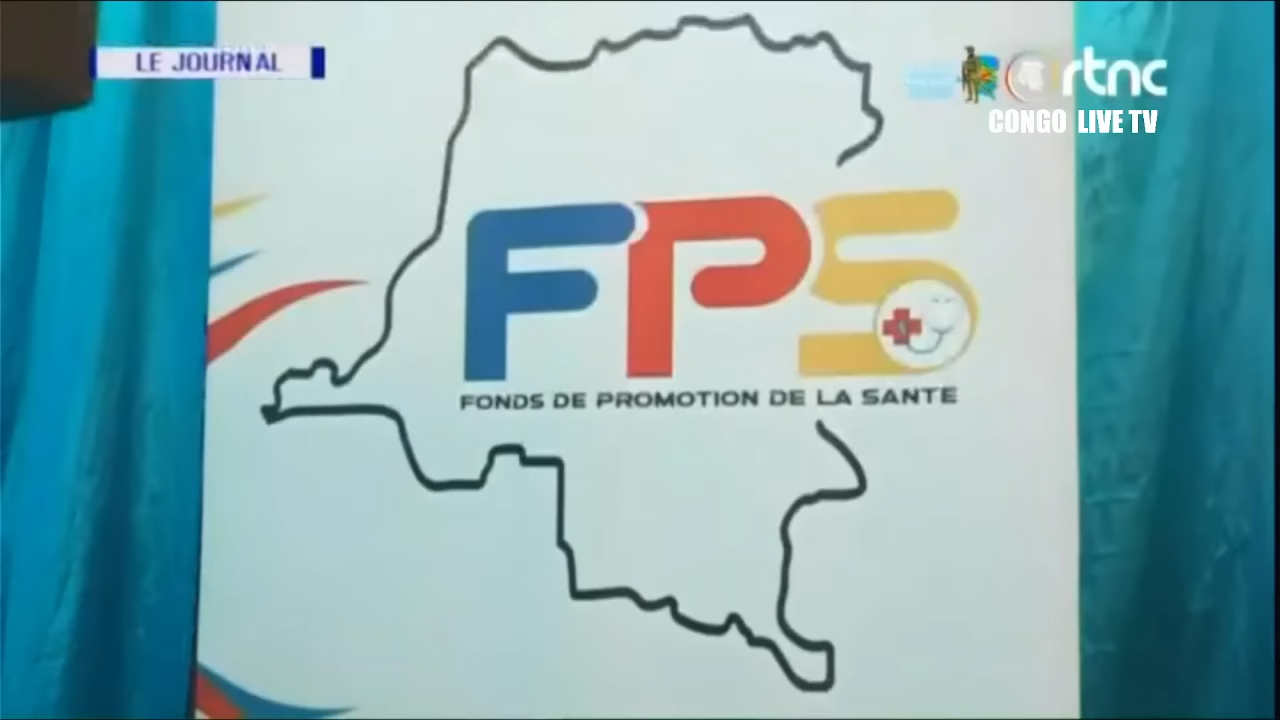 LE JOURNAL
rtnc
CONGO LIVE TV
FPS
FONDS DE PROMOTION DE LA SANTE